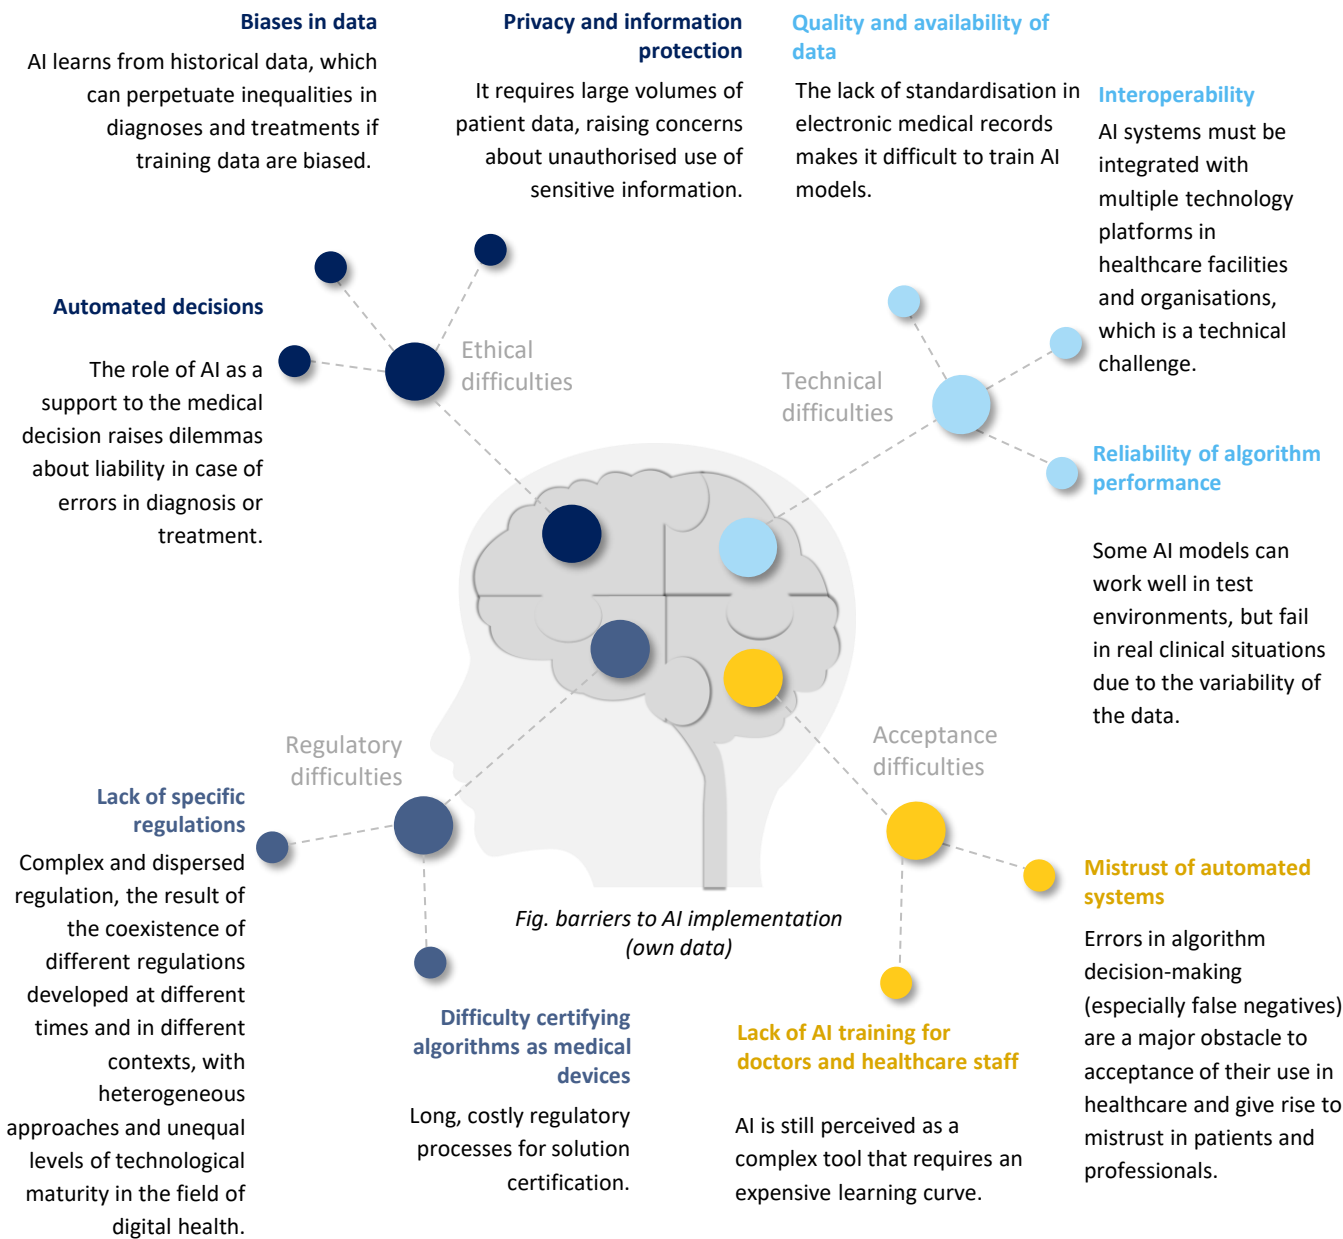 Biases in data
AI learns from historical data, which
can perpetuate inequalities in
diagnoses and treatments if
training data are biased.
Privacy and information
protection
It requires large volumes of
patient data, raising concerns
about unauthorised use of
sensitive information.
Quality and availability of
data
The lack of standardisation in
electronic medical records
makes it difficult to train AI
models.
Interoperability
AI systems must be
integrated with
multiple technology
platforms in
healthcare facilities
and organisations,
which is a technical
challenge.
Automated decisions
The role of AI as a
support to the medical
decision raises dilemmas
about liability in case of
errors in diagnosis or
treatment.
Ethical
difficulties
Technical
difficulties
Reliability of algorithm
performance
Some AI models can
work well in test
environments, but fail
in real clinical situations
due to the variability of
the data.
Regulatory
difficulties
Acceptance
difficulties
Lack of specific
regulations
Complex and dispersed
regulation, the result of
the coexistence of
different regulations
developed at different
times and in different
contexts, with
heterogeneous
approaches and unequal
levels of technological
maturity in the field of
digital health.
Fig. barriers to AI implementation
(own data)
Difficulty certifying
algorithms as medical
devices
Long, costly regulatory
processes for solution
certification.
Lack of AI training for
doctors and healthcare staff
AI is still perceived as a
complex tool that requires an
expensive learning curve.
Mistrust of automated
systems
Errors in algorithm
decision-making
(especially false negatives)
are a major obstacle to
acceptance of their use in
healthcare and give rise to
mistrust in patients and
professionals.